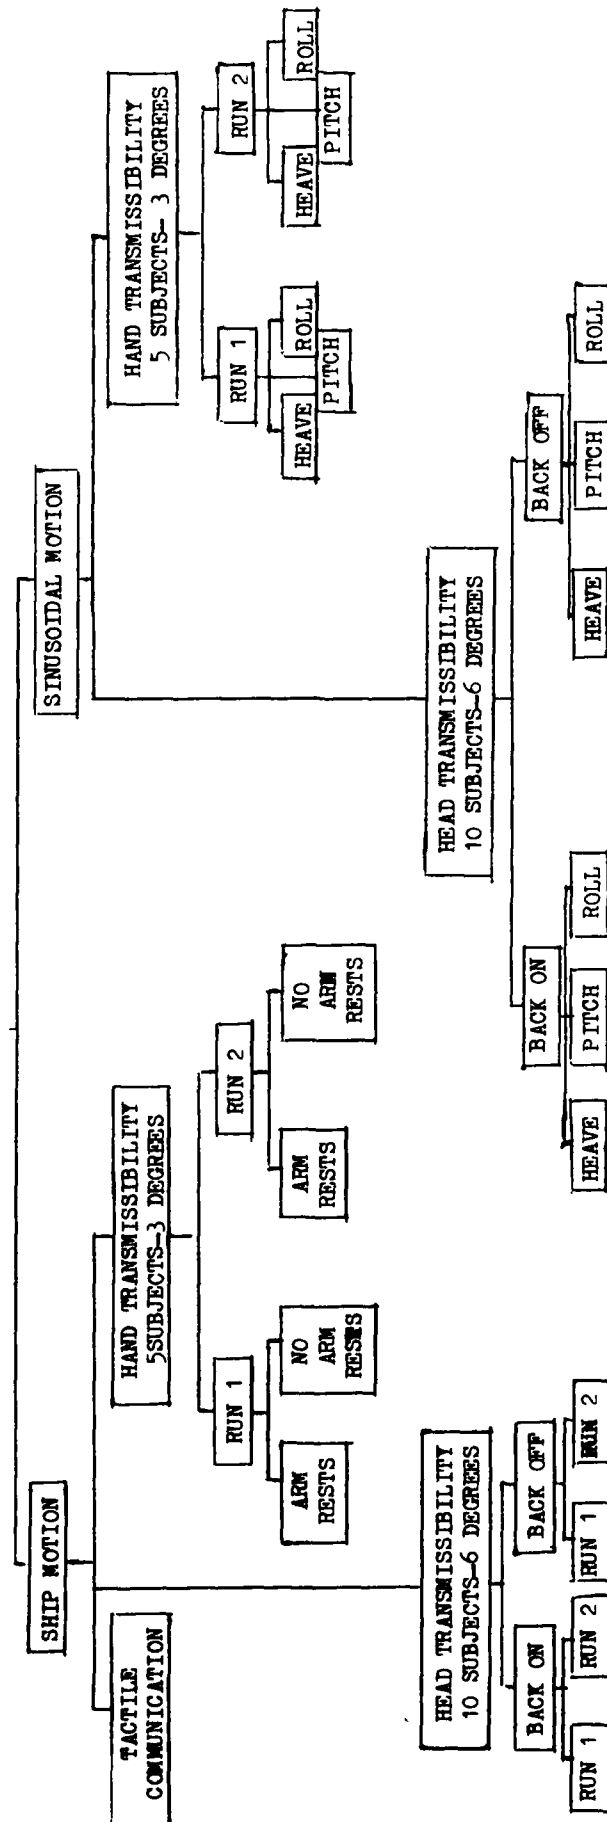 SHIP MOTION
SINUSOIDAL MOTION
TACTILE
COMMUNICATION
HAND TRANSMISSIBILITY
5SUBJECTS-3 DEGREES
RUN 1
RUN 2
ARM
RESTS
NO
ARM
RESTS
ARM
RESTS
NO
ARM
RESTS
HEAD TRANSMISSIBILITY
10 SUBJECTS-6 DEGREES
BACK ON
BACK OFF
RUN 1
RUN 2
RUN 1
RUN 2
HAND TRANSMISSIBILITY
5 SUBJECTS- 3 DEGREES
RUN 1
RUN 2
HEAVE
ROLL
PITCH
HEAVE
ROLL
PITCH
HEAD TRANSMISSIBILITY
10 SUBJECTS-6 DEGREES
BACK ON
BACK OFF
HEAVE
PITCH
ROLL
HEAVE
PITCH
ROLL